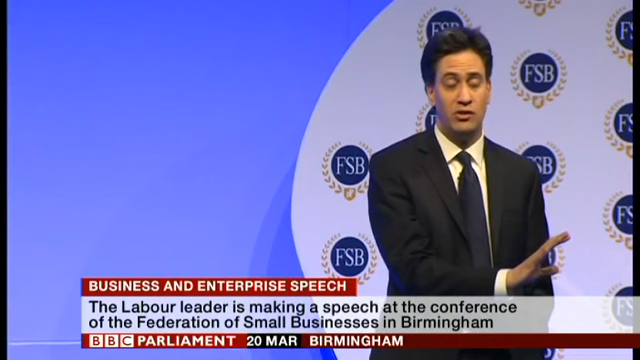 FSB
FSB
FSB
FSB
FSB
FSB
FSB
BUSINESS AND ENTERPRISE SPEECH
The Labour leader is making a speech at the conference
of the Federation of Small Businesses in Birmingham
BBC PARLIAMENT 20 MAR BIRMINGHAM